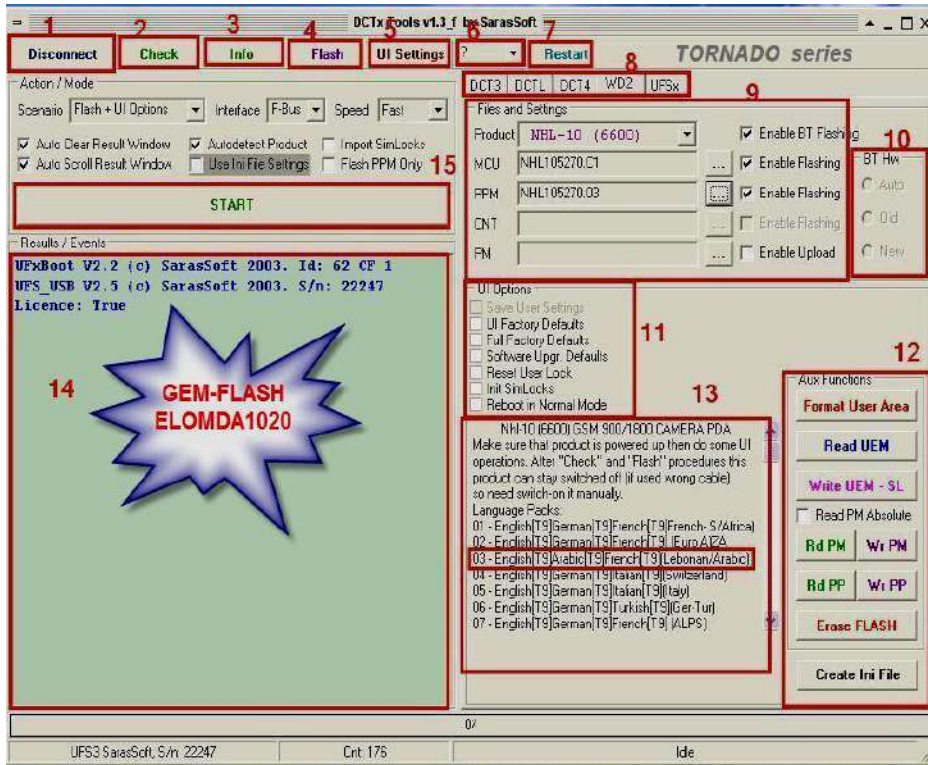 DCTxTools v1.3_f by SarasSoft
1 2 3 4 5 6 7
Disconnect Check Info Flash UI Settings ? Restart
TORNADO series
8
DCT3 DCTL DCT4 WD2 UFSx
Action / Mode
Scenario Flash + UI Options Interface F-Bus Speed Fast
Auto Clear Result Window Autodetect Product Import SimLocks
Auto Scroll Result Window Use Ini File Settings Flash PPM Only 15
START
9
Files and Settings
Product NHL-10 (6600) Enable BT Flashing
MCU NHL105270.C1 ... Enable Flashing
PPM NHL105270.03 ... Enable Flashing
CNT ... Enable Flashing
PM ... Enable Upload
10
BT Hw
Auto
Old
New
Results / Events
UFxBoot V2.2 (c) SarasSoft 2003. Id: 62 CF 1
UFS_USB V2.5 (c) SarasSoft 2003. S/n: 22247
Licence: True
14
GEM-FLASH
ELOMDA1020
UI Options
Save User Settings
UI Factory Defaults
Full Factory Defaults
Software Upgr. Defaults
Reset User Lock
Init SimLocks
Reboot in Normal Mode
11
13
NHl-10 (6600) GSM 900/1800 CAMERA PDA
Make sure that product is powered up then do some UI
operations. After "Check" and "Flash" procedures this
product can stay switched off (if used wrong cable)
so need switch-on it manually.
Language Packs:
01 - English[T9]German[T9]French[T9]French-S/Africa)
02 - English[T9]German[T9]French[T9]
03 - English[T9]Arabic[T9]French[T9](Lebonan/Arabic)
04 - English[T9]German[T9]Italian[T9](Switzerland)
05 - English[T9]German[T9]Italian[T9](Italy)
06 - English[T9]German[T9]Turkish[T9](Ger-Tur)
07 - English[T9]German[T9]French[T9](ALPS)
12
Aux Functions
Format User Area
Read UEM
Write UEM - SL
Read PM Absolute
Rd PM Wr PM
Rd PP Wr PP
Erase FLASH
Create Ini File
UFS3 SarasSoft, S/n: 22247 Cnt: 176 Idle